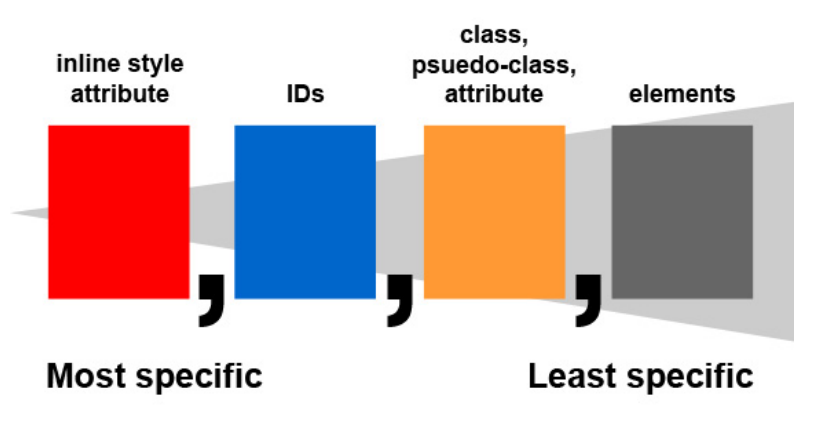 inline style
attribute
IDs
class,
psuedo-class,
attribute
elements
, , ,
Most specific
Least specific